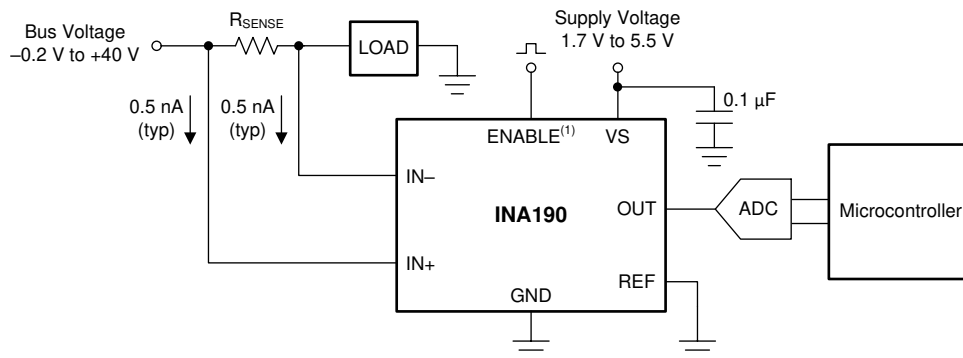 Bus Voltage
–0.2 V to +40 V
R_SENSE
LOAD
Supply Voltage
1.7 V to 5.5 V
0.5 nA
(typ)
0.5 nA
(typ)
0.1 µF
ENABLE(1)
VS
IN–
INA190
OUT
ADC
Microcontroller
IN+
REF
GND